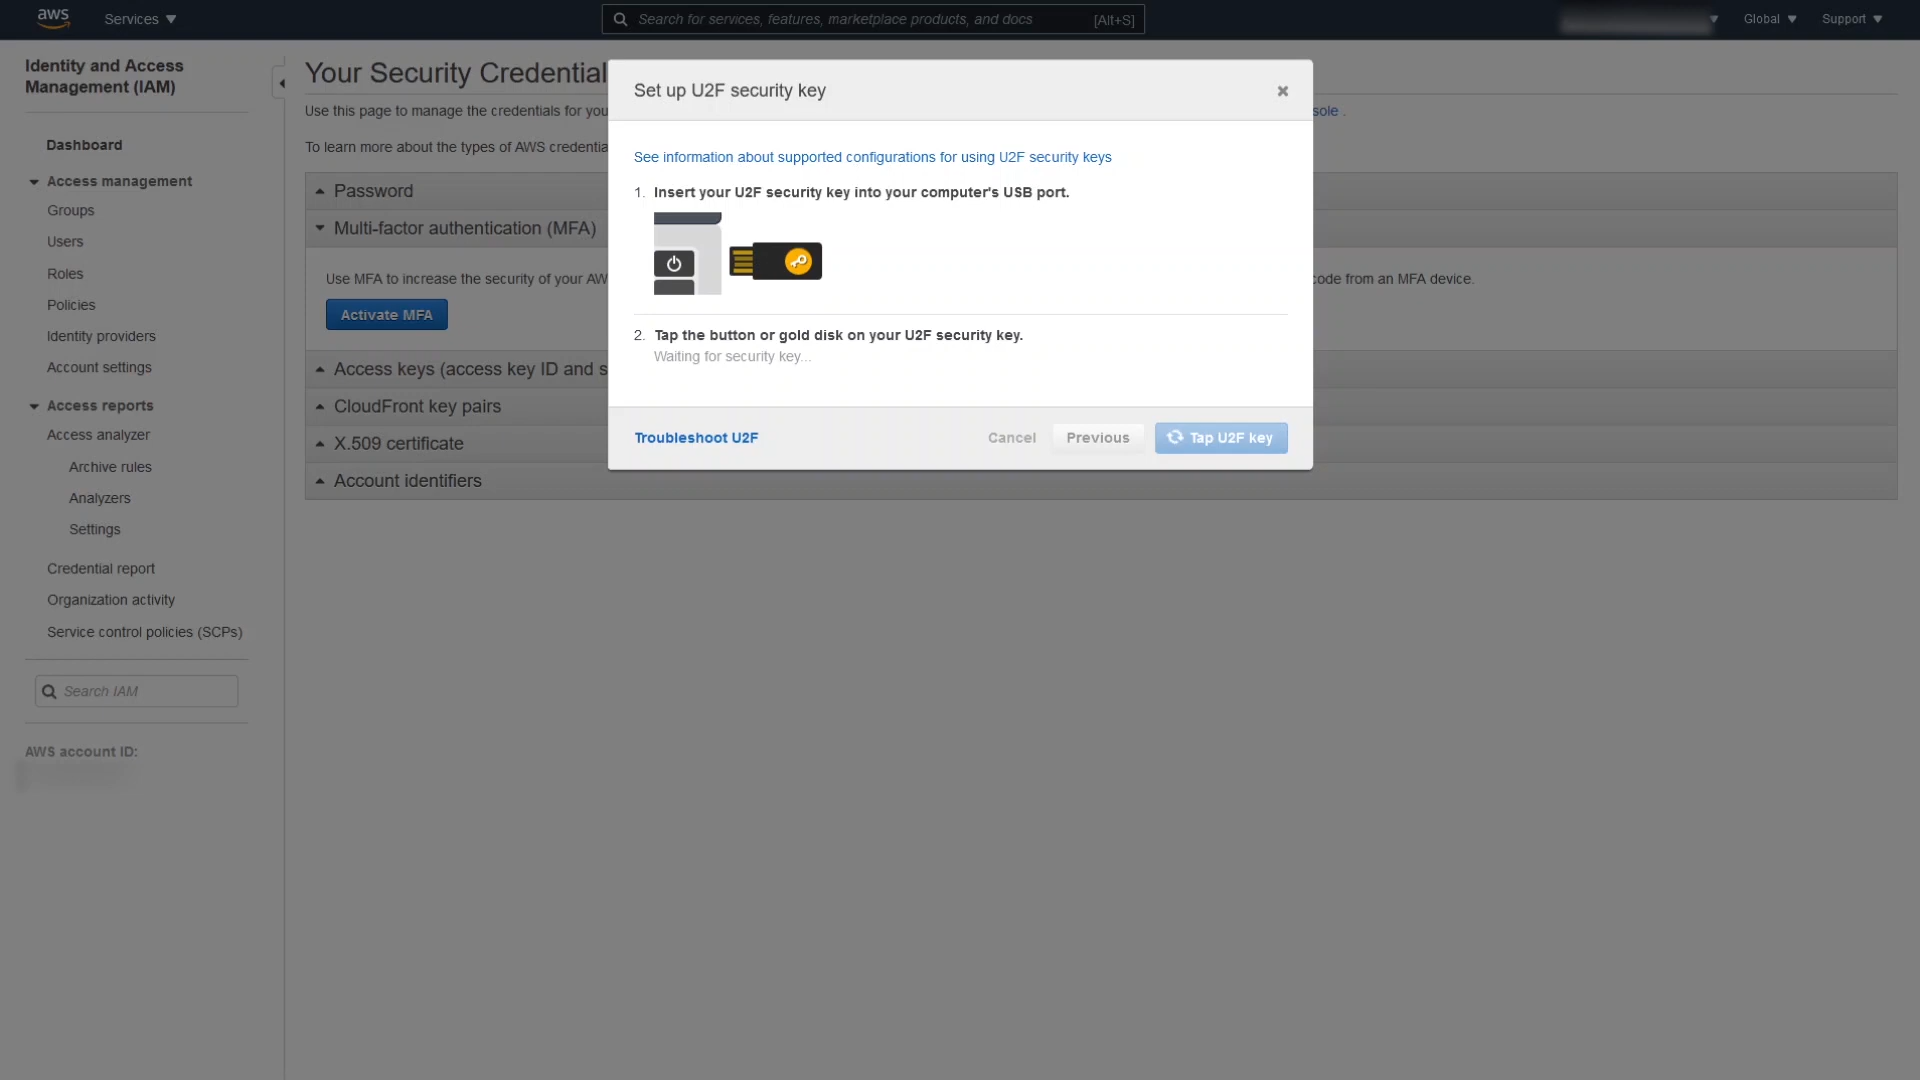 aws
Services
Search for services, features, marketplace products, and docs
[Alt+S]
Global
Support
Identity and Access
Management (IAM)
Dashboard
Access management
Groups
Users
Roles
Policies
Identity providers
Account settings
Access reports
Access analyzer
Archive rules
Analyzers
Settings
Credential report
Organization activity
Service control policies (SCPs)
Search IAM
AWS account ID:
Your Security Credential
Use this page to manage the credentials for you
sole .
To learn more about the types of AWS credentia
Password
Multi-factor authentication (MFA)
Use MFA to increase the security of your AW
code from an MFA device.
Activate MFA
Access keys (access key ID and s
CloudFront key pairs
X.509 certificate
Account identifiers
Set up U2F security key
See information about supported configurations for using U2F security keys
1. Insert your U2F security key into your computer's USB port.
2. Tap the button or gold disk on your U2F security key.
Waiting for security key...
Troubleshoot U2F
Cancel
Previous
Tap U2F key